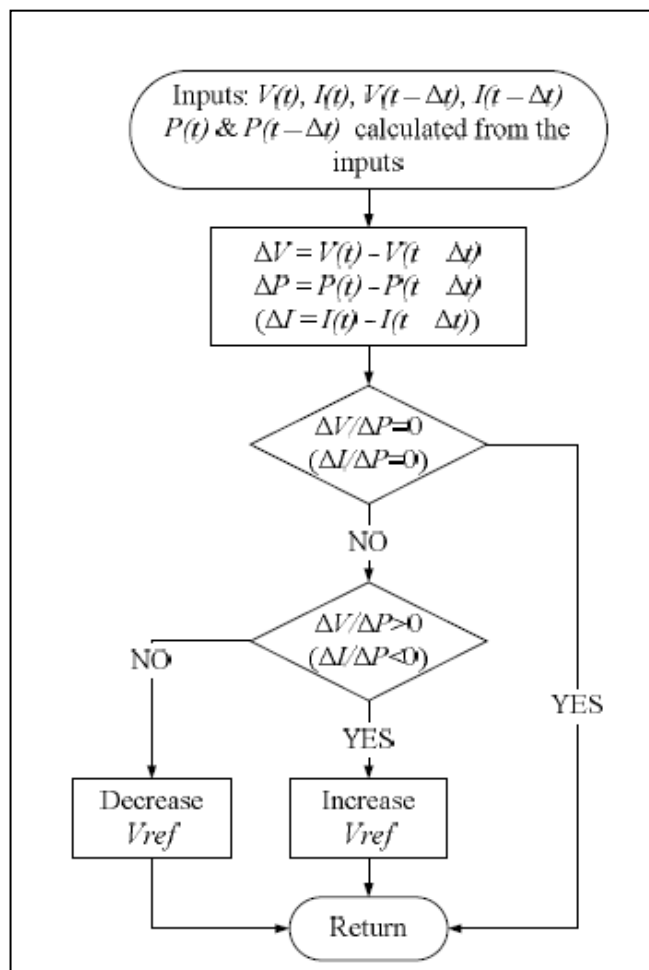 Inputs: V(t), I(t), V(t – Δt), I(t – Δt)
P(t) & P(t – Δt) calculated from the
inputs
ΔV = V(t) – V(t Δt)
ΔP = P(t) – P(t Δt)
(ΔI = I(t) – I(t Δt))
ΔV/ΔP=0
(ΔI/ΔP=0)
NO
ΔV/ΔP>0
(ΔI/ΔP<0)
NO
YES
YES
Decrease
Vref
Increase
Vref
Return